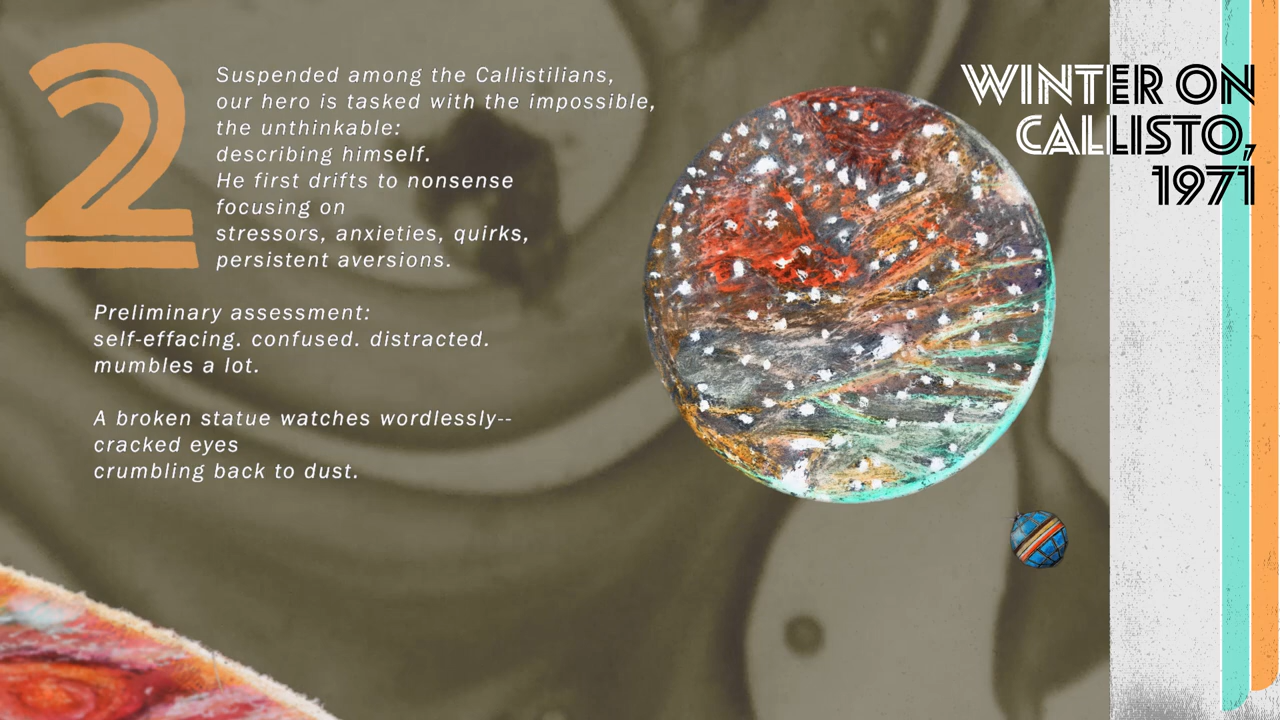 2
Suspended among the Callistilians,
our hero is tasked with the impossible,
the unthinkable:
describing himself.
He first drifts to nonsense
focusing on
stressors, anxieties, quirks,
persistent aversions.
Preliminary assessment:
self-effacing. confused. distracted.
mumbles a lot.
A broken statue watches wordlessly--
cracked eyes
crumbling back to dust.
WINTER ON
CALLISTO,
1971